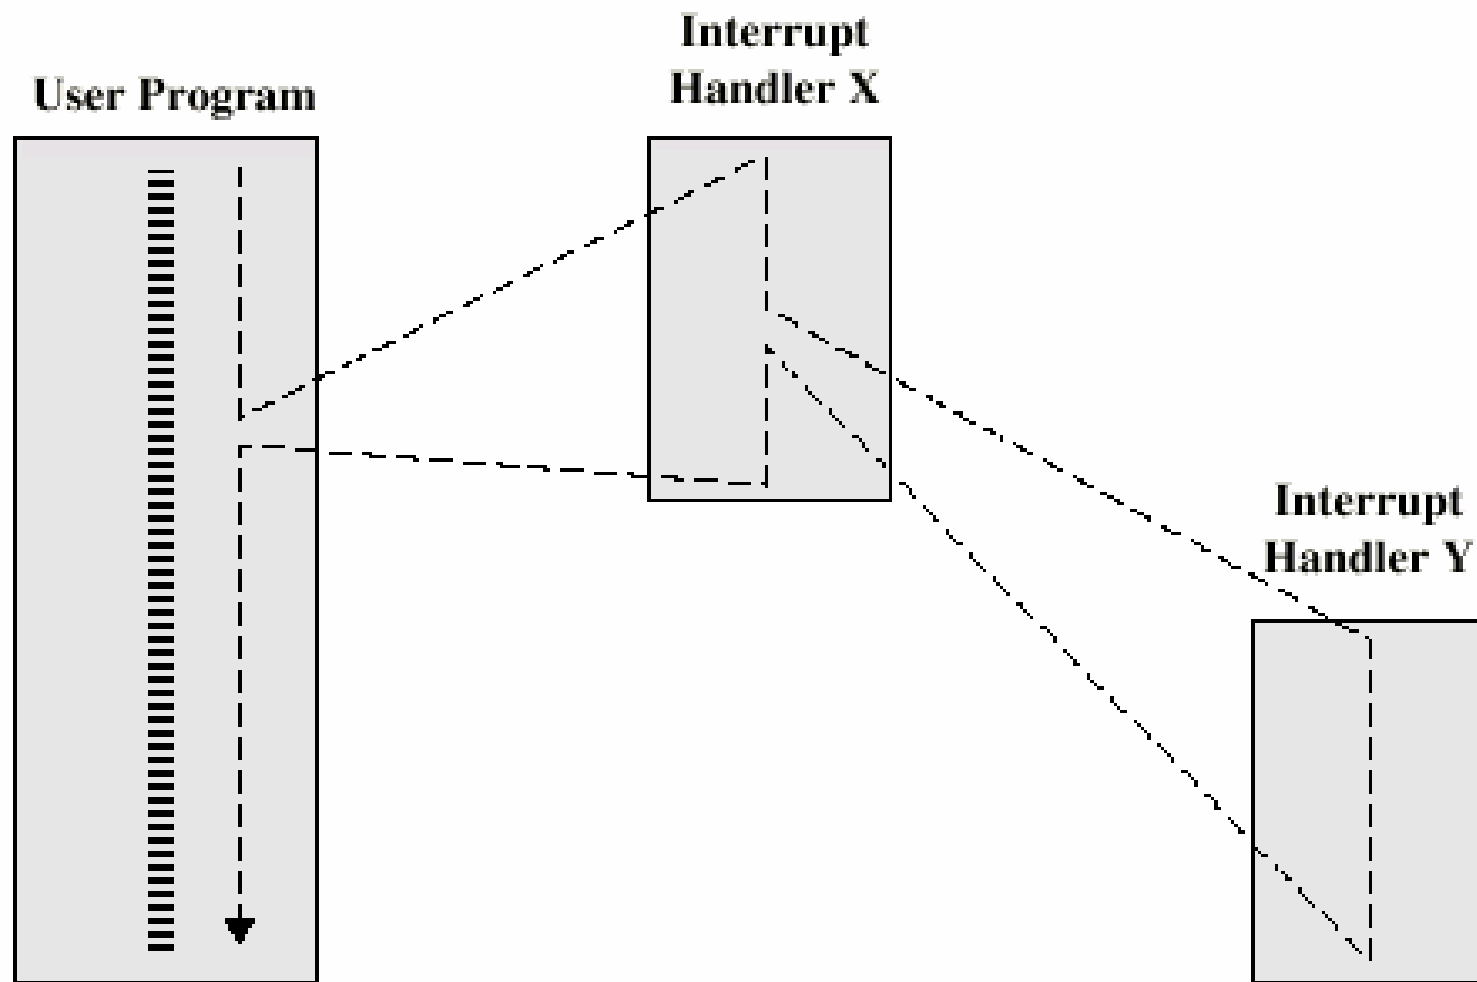 User Program
Interrupt
Handler X
Interrupt
Handler Y